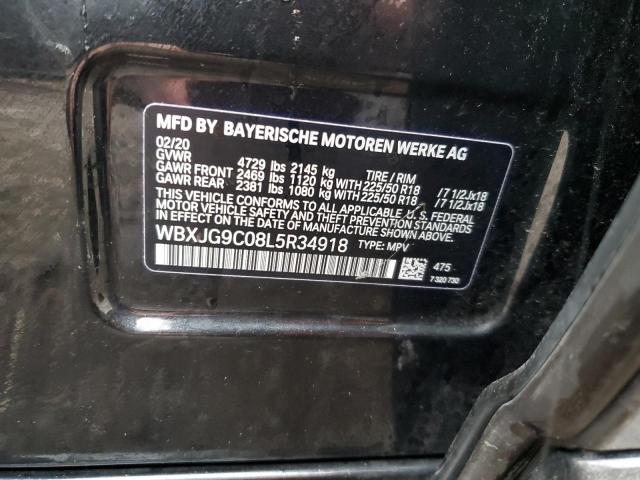 MFD BY BAYERISCHE MOTOREN WERKE AG
02/20
GVWR 4729 lbs 2145 kg TIRE / RIM
GAWR FRONT 2469 lbs 1120 kg WITH 225/50 R18 /7 1/2Jx18
GAWR REAR 2381 lbs 1080 kg WITH 225/50 R18 /7 1/2Jx18
THIS VEHICLE CONFORMS TO ALL APPLICABLE U.S. FEDERAL
MOTOR VEHICLE SAFETY, BUMPER, AND THEFT PREVENTION STANDARDS
IN EFFECT ON THE DATE OF MANUFACTURE SHOWN ABOVE.
WBXJG9C08L5R34918 TYPE: MPV
475
7 320 730